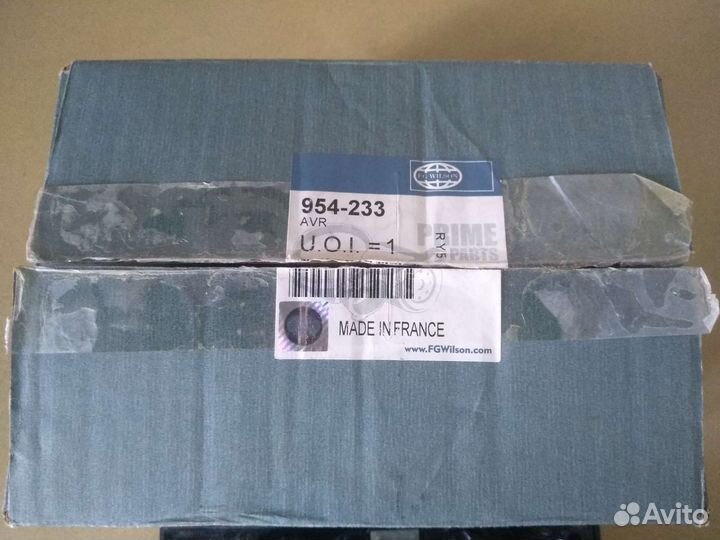 FG WILSON
954-233
AVR
U.O.I. =1
PRIME
PARTS
RY5
MADE IN FRANCE
www.FGWilson.com
Avito